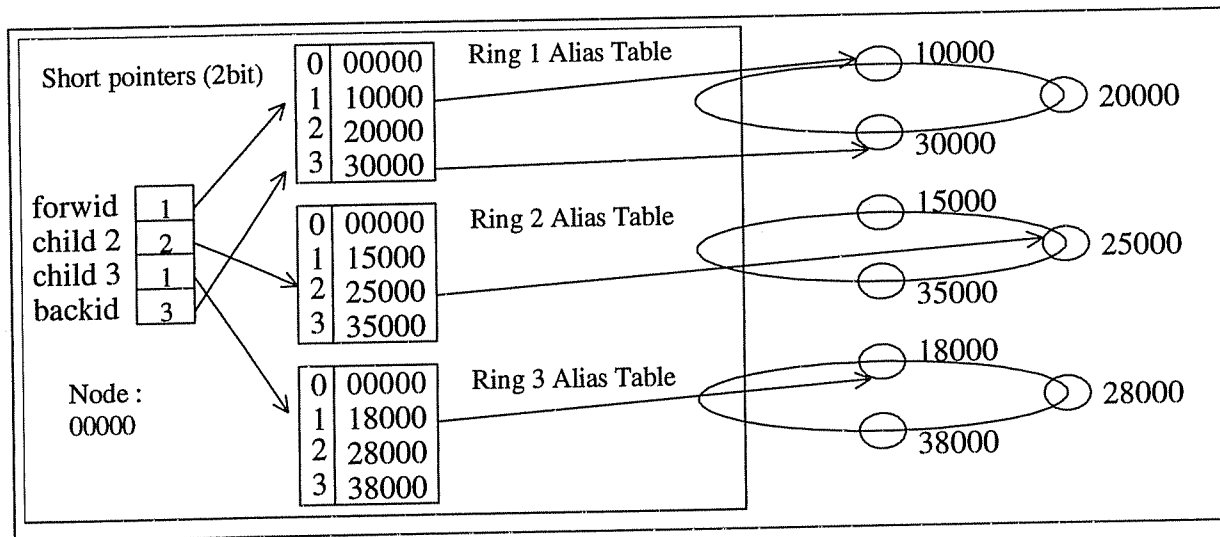 Short pointers (2bit)
forwid 1
child 2 2
child 3 1
backid 3
Node :
00000
Ring 1 Alias Table
0 00000
1 10000
2 20000
3 30000
Ring 2 Alias Table
0 00000
1 15000
2 25000
3 35000
Ring 3 Alias Table
0 00000
1 18000
2 28000
3 38000
10000
20000
30000
15000
25000
35000
18000
28000
38000